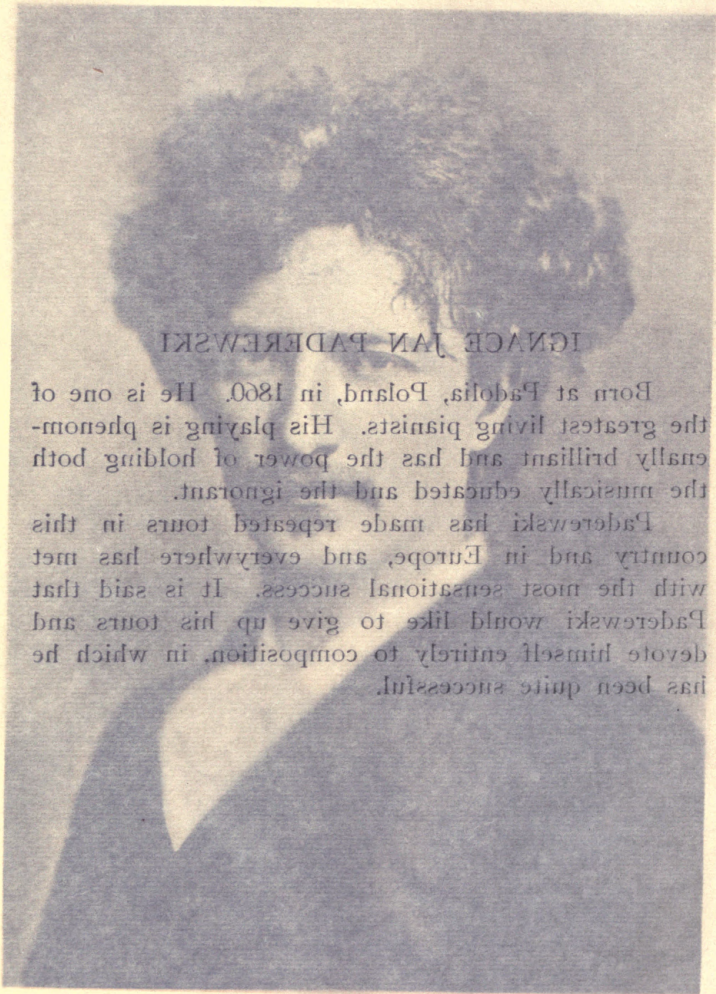 IGNACE JAN PADEREWSKI
Born at Padolia, Poland, in 1860. He is one of
the greatest living pianists. His playing is phenom-
enally brilliant and has the power of holding both
the musically educated and the ignorant.
Paderewski has made repeated tours in this
country and in Europe, and everywhere has met
with the most sensational success. It is said that
Paderewski would like to give up his tours and
devote himself entirely to composition, in which he
has been quite successful.